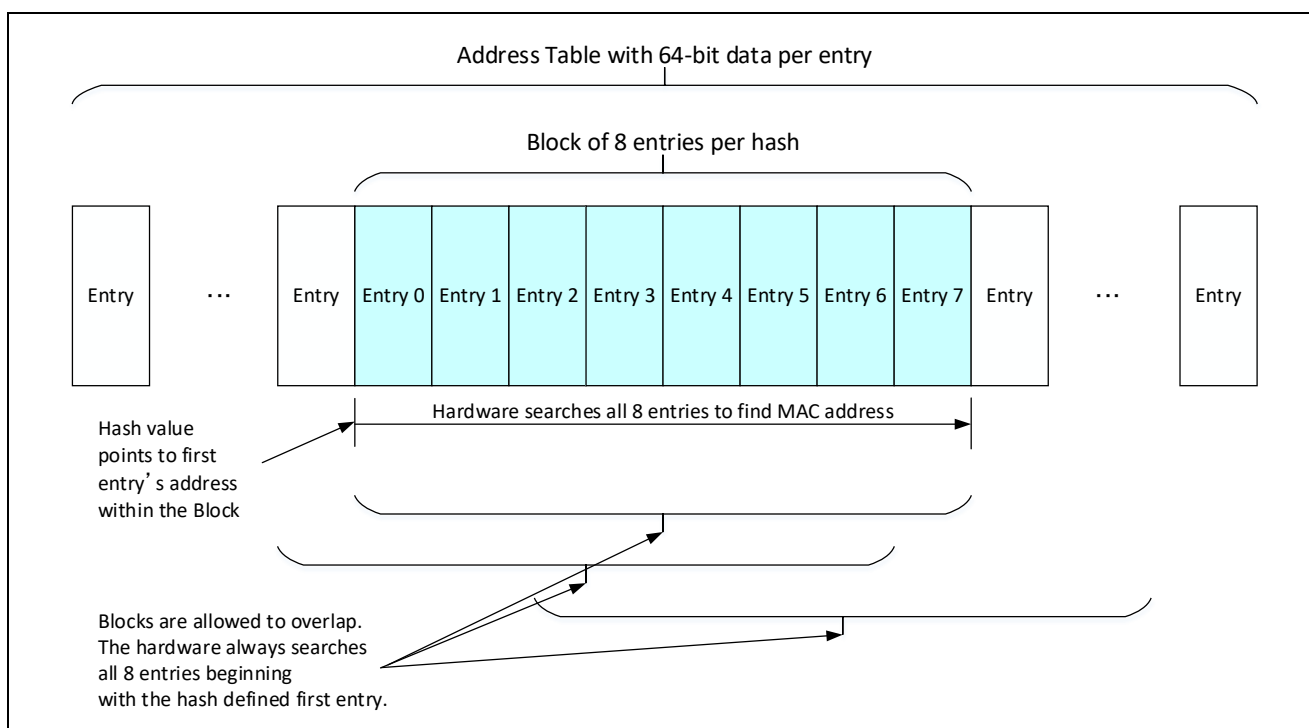 Address Table with 64-bit data per entry
Block of 8 entries per hash
Entry ... Entry Entry 0 Entry 1 Entry 2 Entry 3 Entry 4 Entry 5 Entry 6 Entry 7 Entry ... Entry
Hardware searches all 8 entries to find MAC address
Hash value
points to first
entry’s address
within the Block
Blocks are allowed to overlap.
The hardware always searches
all 8 entries beginning
with the hash defined first entry.